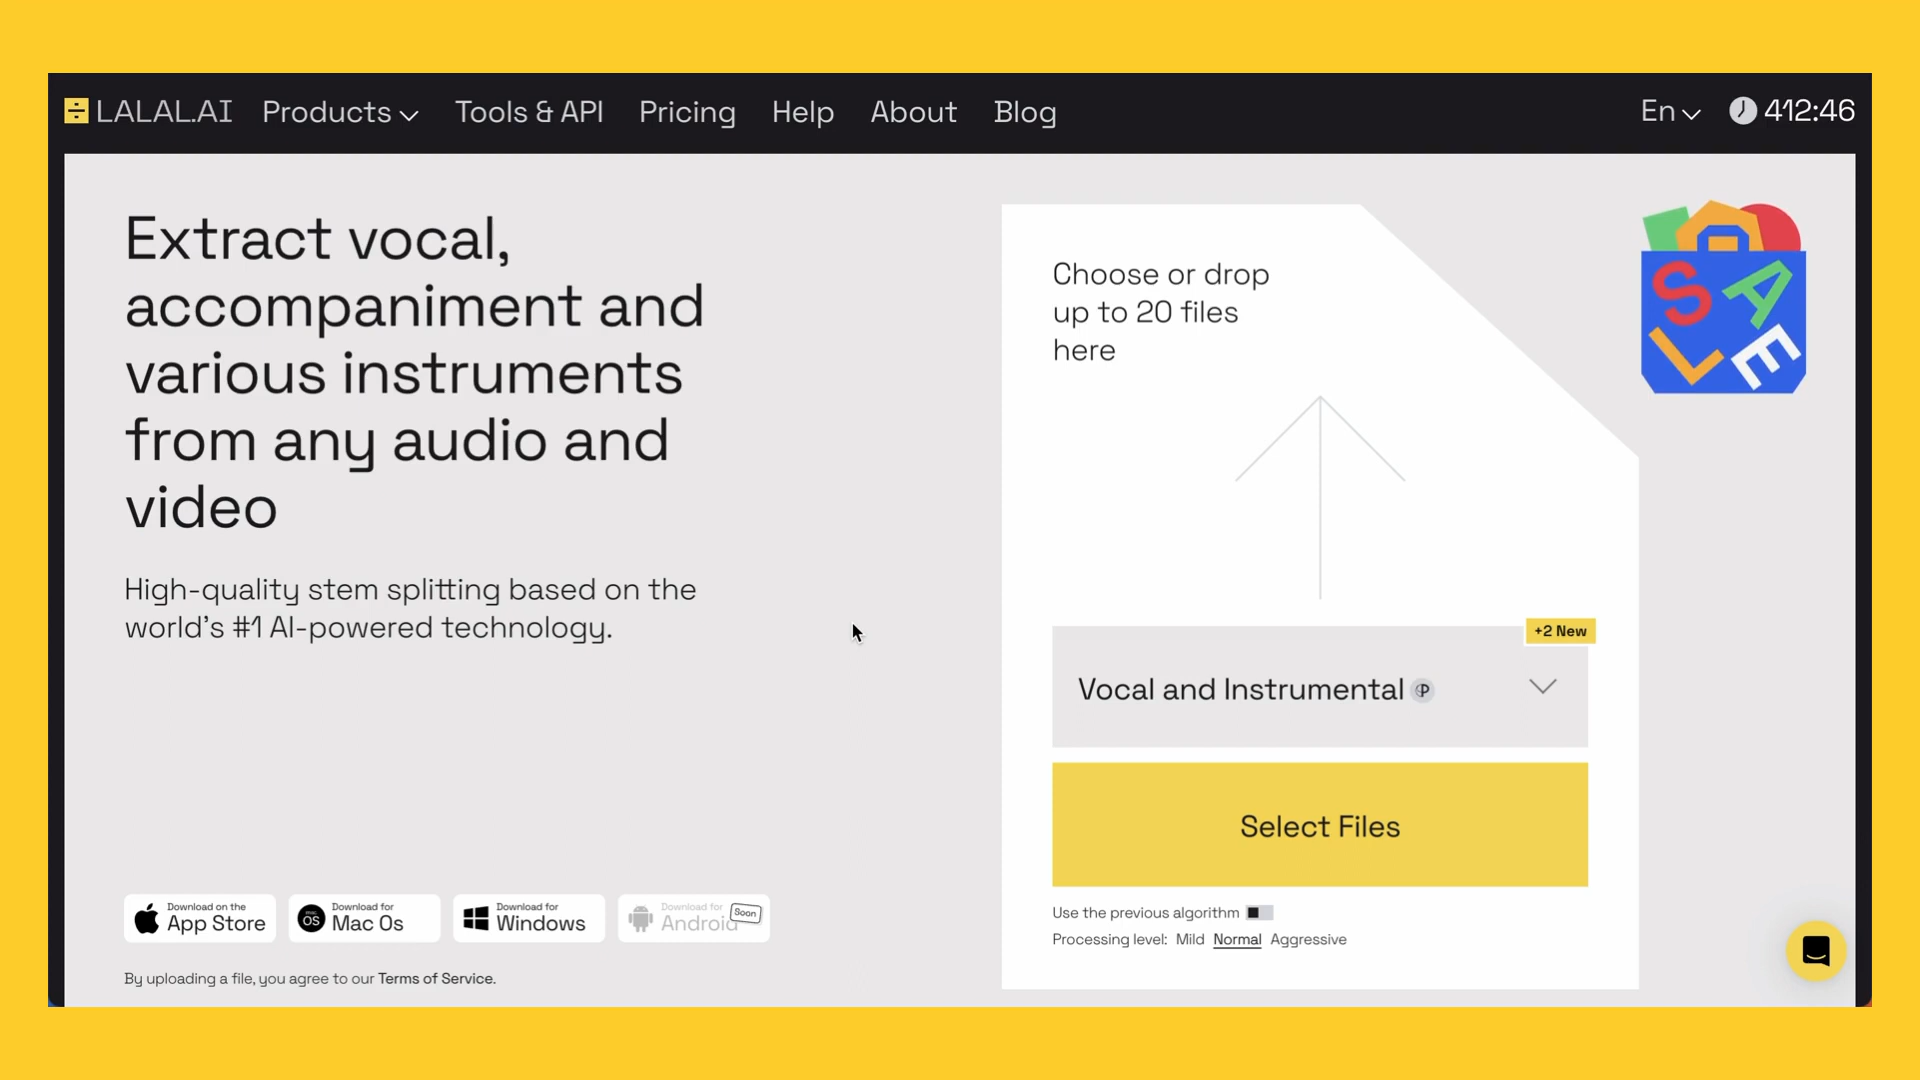 LALAL.AI Products Tools & API Pricing Help About Blog En 412:46
Extract vocal,
accompaniment and
various instruments
from any audio and
video
High-quality stem splitting based on the
world's #1 AI-powered technology.
Download on the
App Store
Download for
Mac Os
macOS
Download for
Windows
Download for
Android
Soon
By uploading a file, you agree to our Terms of Service.
Choose or drop
up to 20 files
here
+2 New
Vocal and Instrumental
Select Files
Use the previous algorithm
Processing level: Mild Normal Aggressive
SALE